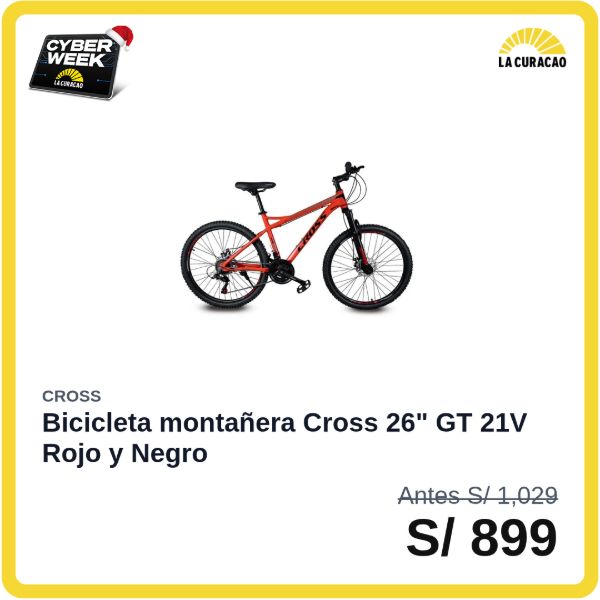 CYBER
WEEK
LA CURACAO
LA CURACAO
CROSS
CROSS
Bicicleta montañera Cross 26" GT 21V
Rojo y Negro
Antes S/ 1,029
S/ 899